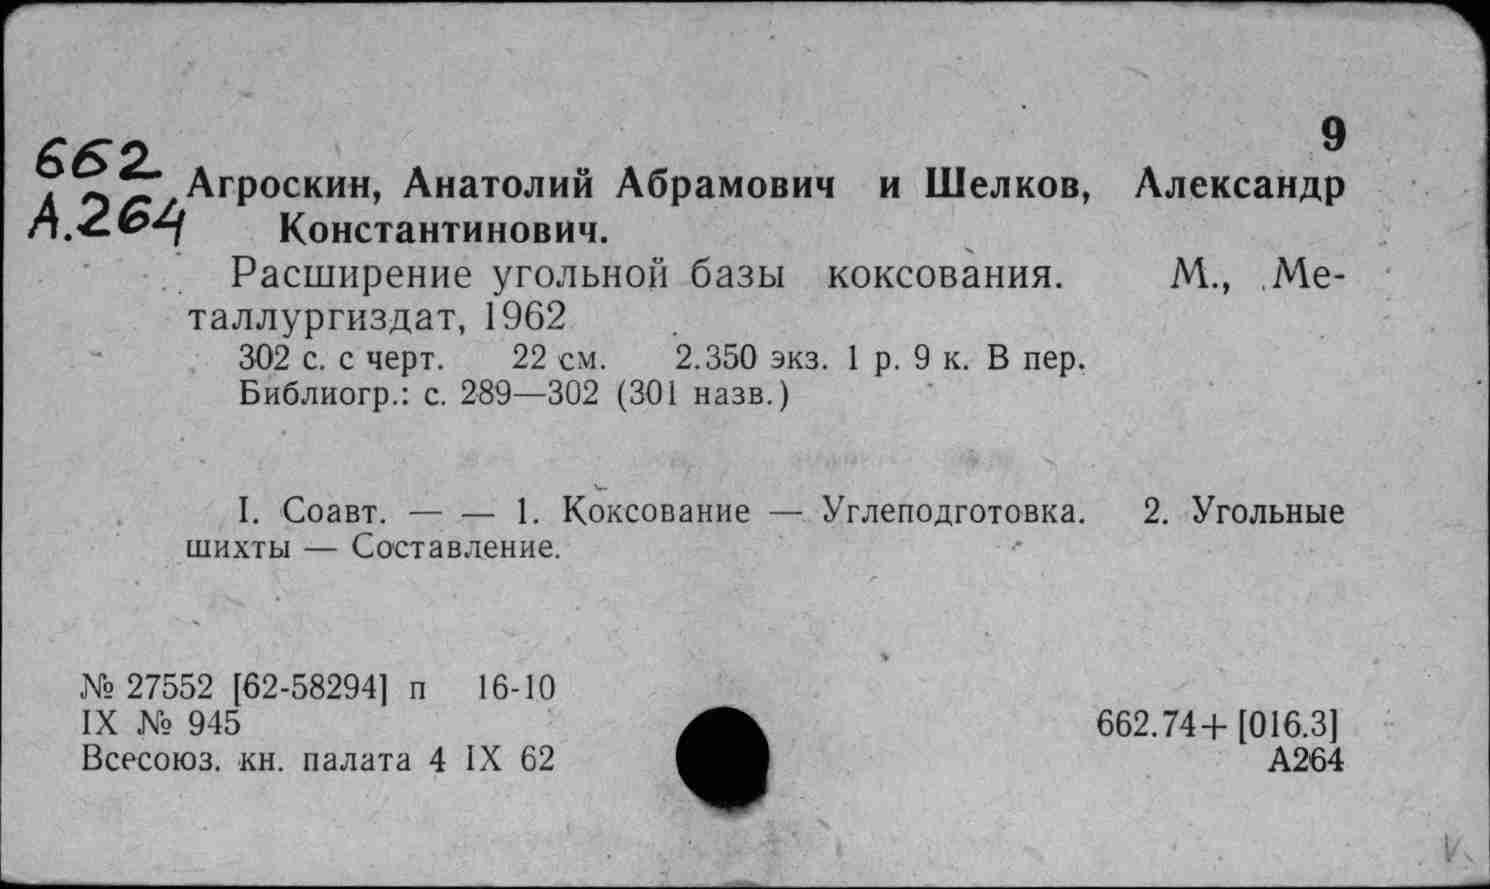 9
662
А.264
Агроскин, Анатолий Абрамович и Шелков, Александр
Константинович.
Расширение угольной базы коксования. М., Ме-
таллургиздат, 1962
302 с. с черт. 22 см. 2.350 экз. 1 р. 9 к. В пер.
Библиогр.: с. 289—302 (301 назв.)
I. Соавт. — — 1. Коксование — Углеподготовка. 2. Угольные
шихты — Составление.
№ 27552 [62-58294] п 16-10
IX № 945
Всесоюз. кн. палата 4 IX 62
662.74+[016.3]
А264